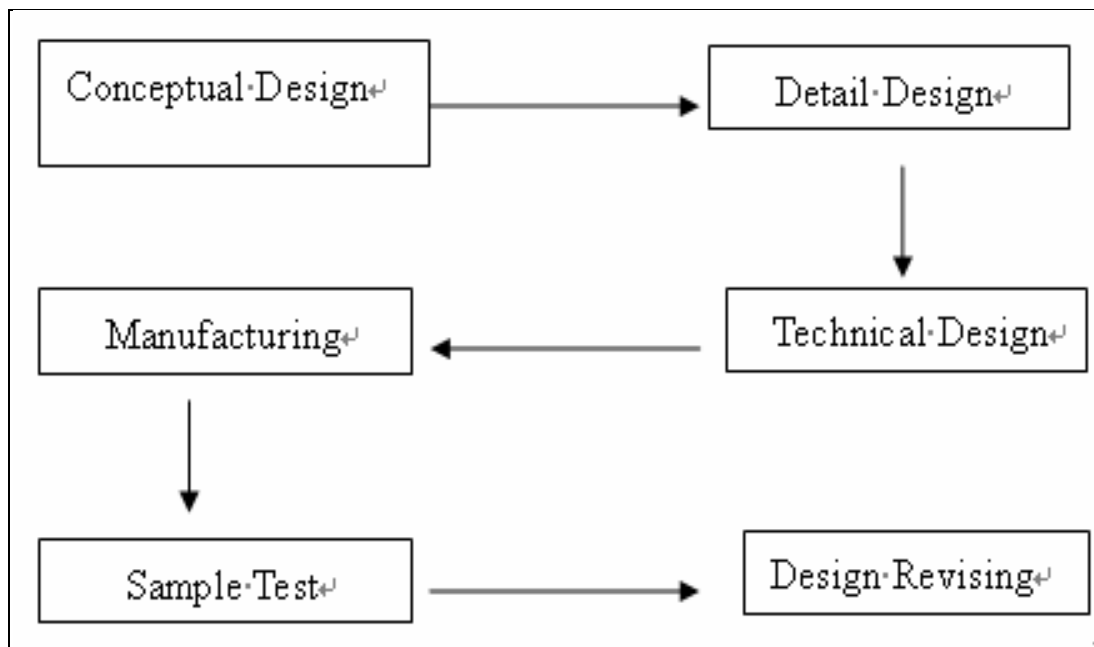 Conceptual Design
Detail Design
Technical Design
Manufacturing
Sample Test
Design Revising